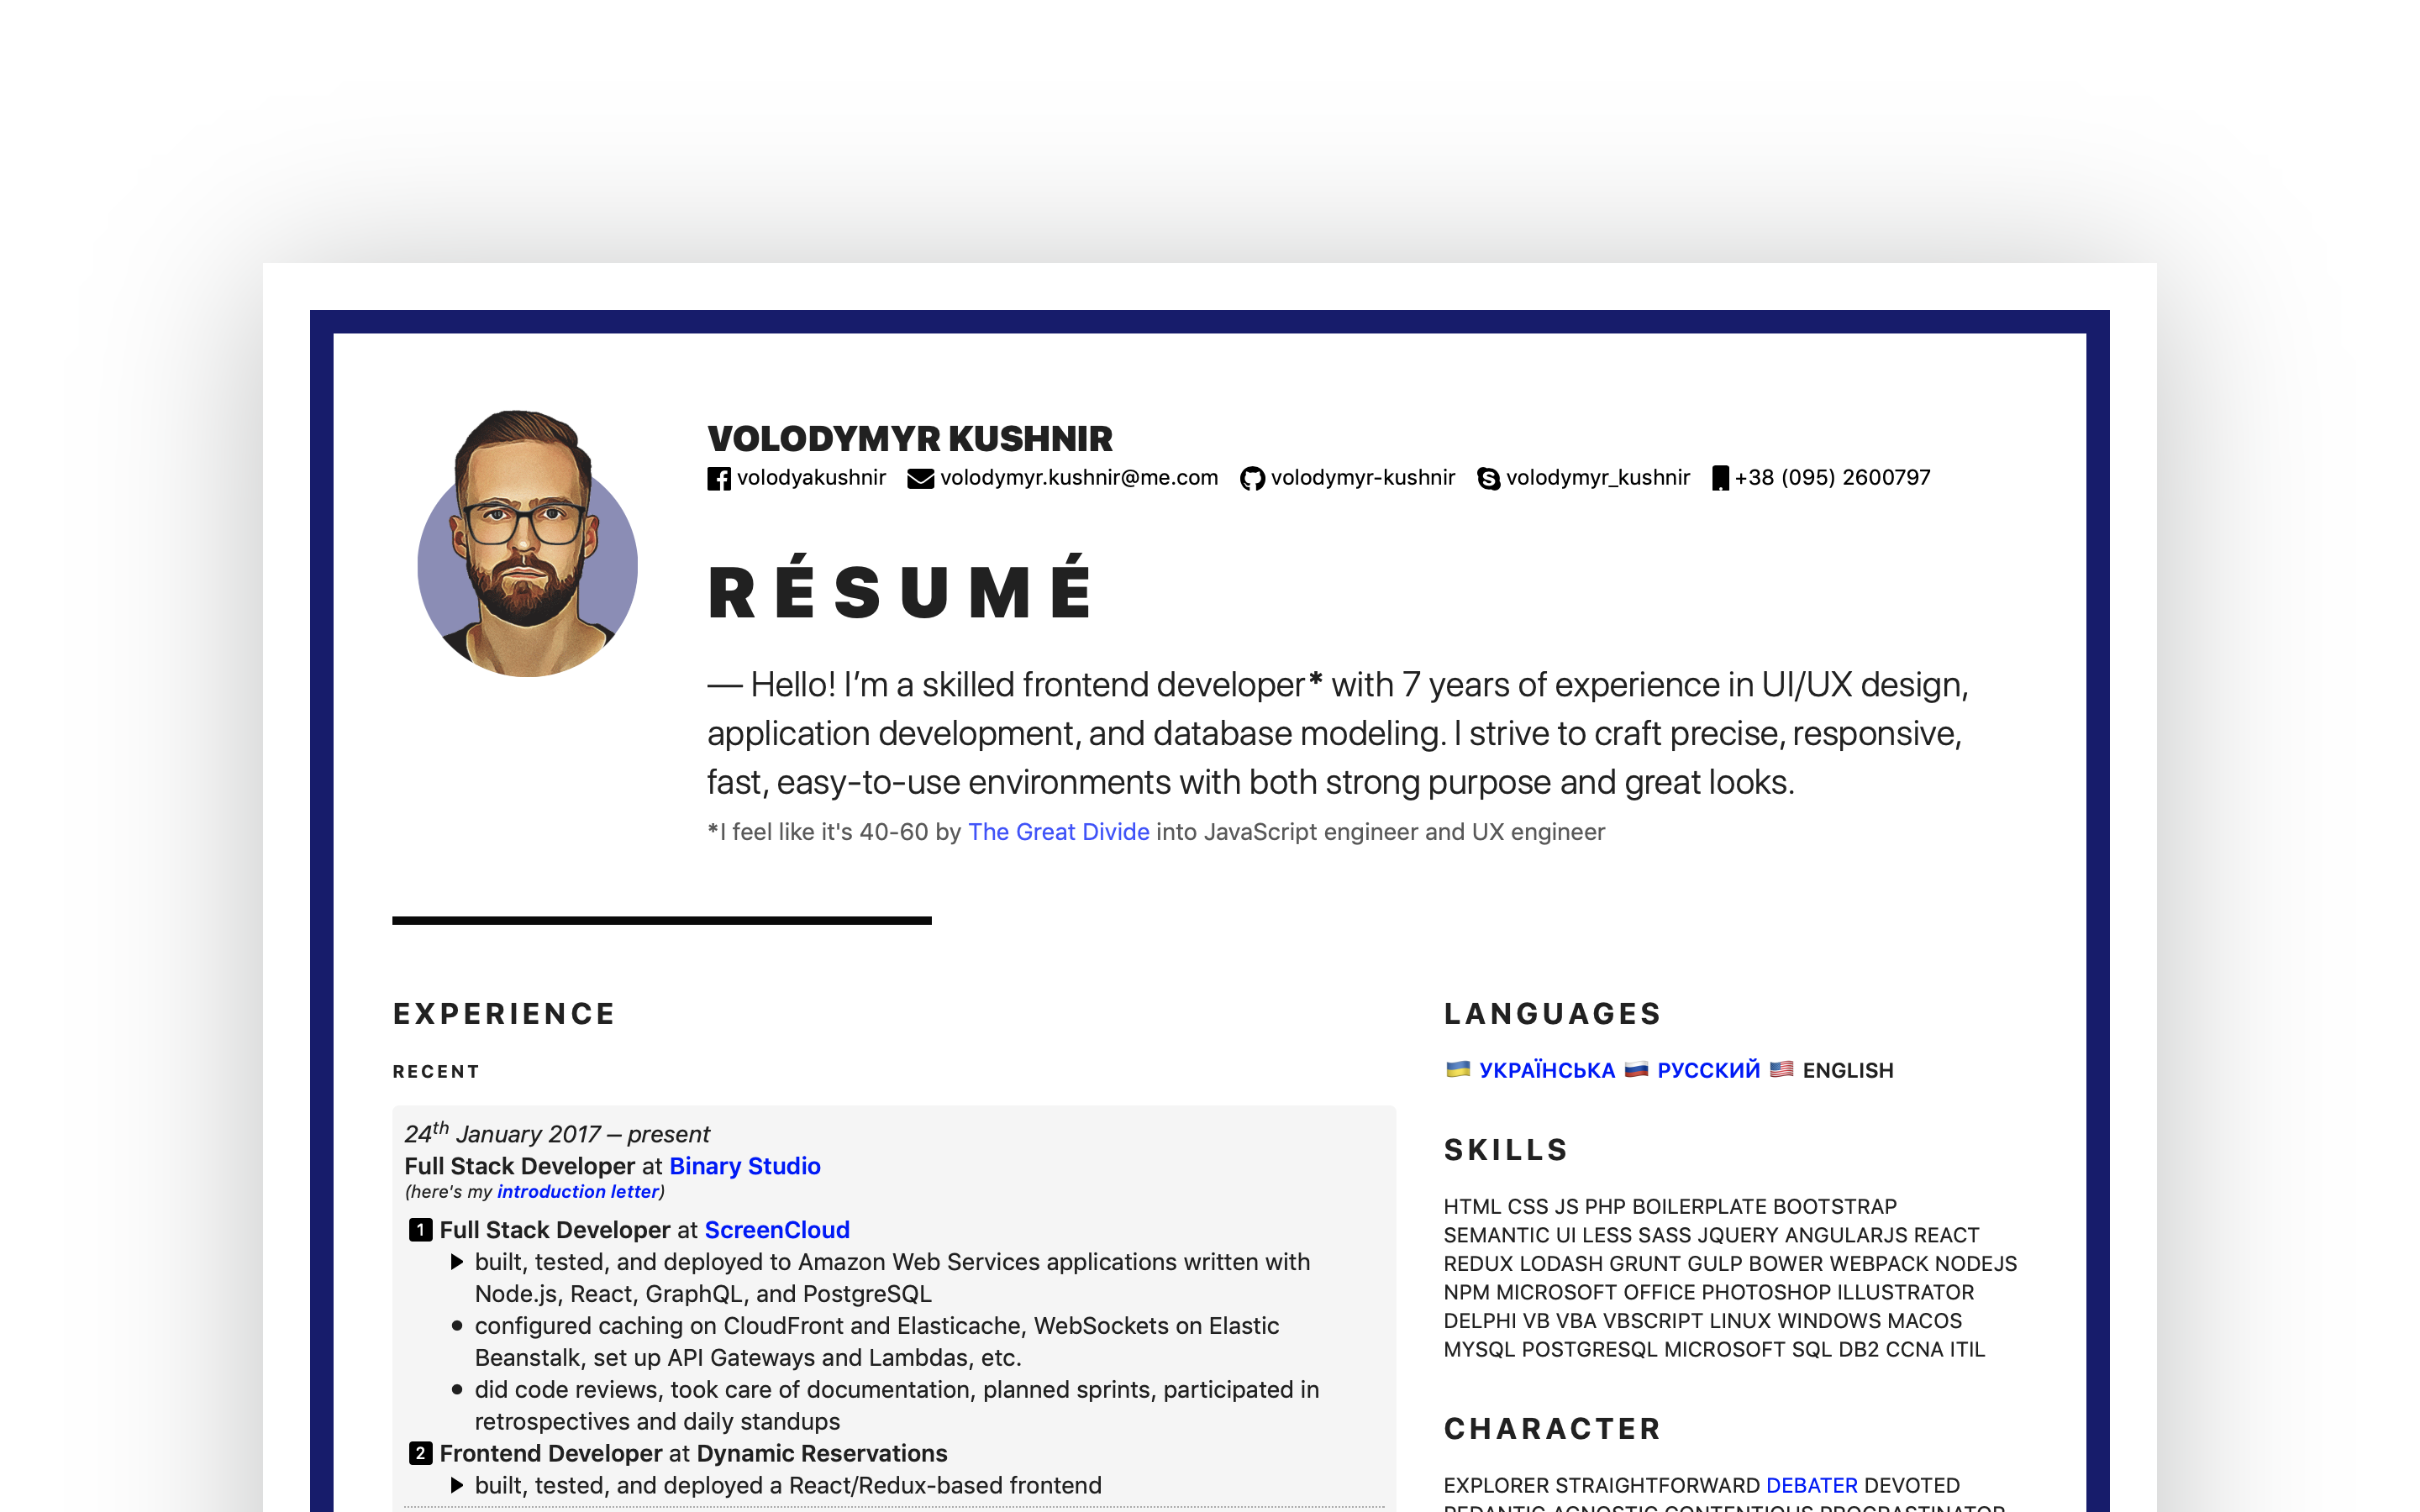 VOLODYMYR KUSHNIR
volodyakushnir volodymyr.kushnir@me.com volodymyr-kushnir volodymyr_kushnir +38 (095) 2600797
RÉSUMÉ
— Hello! I’m a skilled frontend developer* with 7 years of experience in UI/UX design,
application development, and database modeling. I strive to craft precise, responsive,
fast, easy-to-use environments with both strong purpose and great looks.
*I feel like it's 40-60 by The Great Divide into JavaScript engineer and UX engineer
EXPERIENCE
RECENT
24th January 2017 – present
Full Stack Developer at Binary Studio
(here's my introduction letter)
1 Full Stack Developer at ScreenCloud
▶ built, tested, and deployed to Amazon Web Services applications written with
Node.js, React, GraphQL, and PostgreSQL
• configured caching on CloudFront and Elasticache, WebSockets on Elastic
Beanstalk, set up API Gateways and Lambdas, etc.
• did code reviews, took care of documentation, planned sprints, participated in
retrospectives and daily standups
2 Frontend Developer at Dynamic Reservations
▶ built, tested, and deployed a React/Redux-based frontend
LANGUAGES
УКРАЇНСЬКА РУССКИЙ ENGLISH
SKILLS
HTML CSS JS PHP BOILERPLATE BOOTSTRAP
SEMANTIC UI LESS SASS JQUERY ANGULARJS REACT
REDUX LODASH GRUNT GULP BOWER WEBPACK NODEJS
NPM MICROSOFT OFFICE PHOTOSHOP ILLUSTRATOR
DELPHI VB VBA VBSCRIPT LINUX WINDOWS MACOS
MYSQL POSTGRESQL MICROSOFT SQL DB2 CCNA ITIL
CHARACTER
EXPLORER STRAIGHTFORWARD DEBATER DEVOTED
PEDANTIC AGNOSTIC CONTENTIOUS PROCRASTINATOR